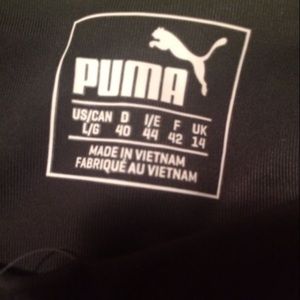 PUMA
US/CAN D I/E F UK
L/G 40 44 42 14
MADE IN VIETNAM
FABRIQUÉ AU VIETNAM